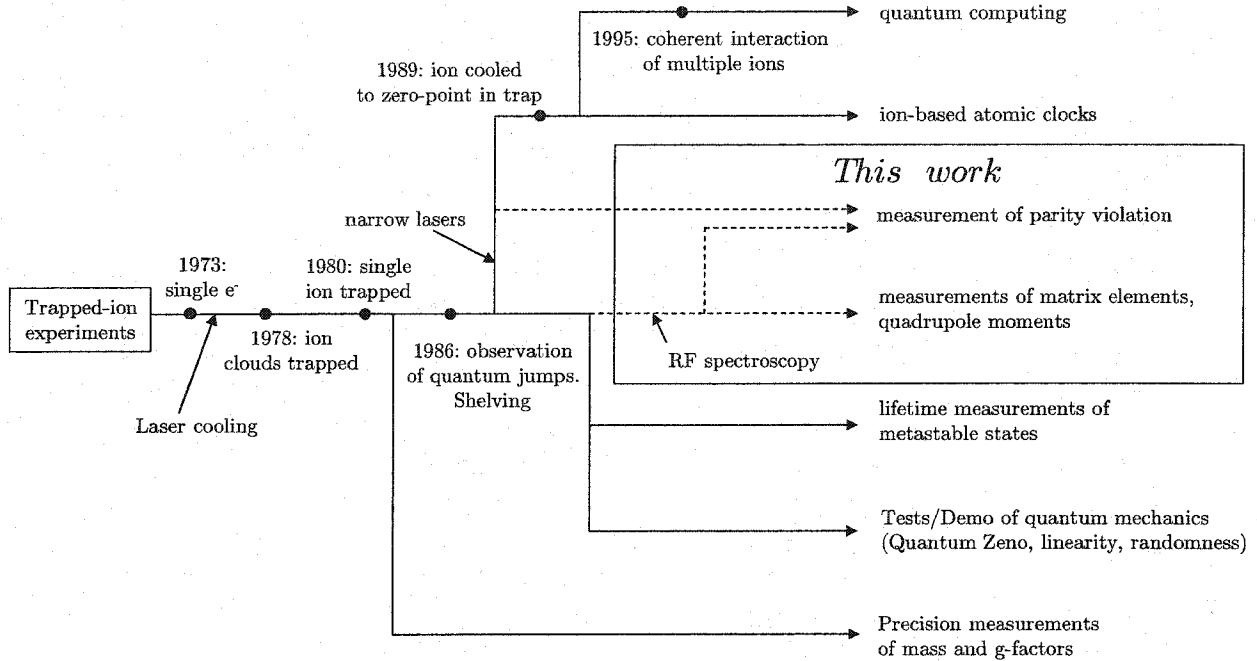 quantum computing
1995: coherent interaction
of multiple ions
1989: ion cooled
to zero-point in trap
ion-based atomic clocks
This work
narrow lasers
measurement of parity violation
1973:
single e⁻
1980: single
ion trapped
Trapped-ion
experiments
measurements of matrix elements,
quadrupole moments
1978: ion
clouds trapped
1986: observation
of quantum jumps.
Shelving
RF spectroscopy
Laser cooling
lifetime measurements of
metastable states
Tests/Demo of quantum mechanics
(Quantum Zeno, linearity, randomness)
Precision measurements
of mass and g-factors